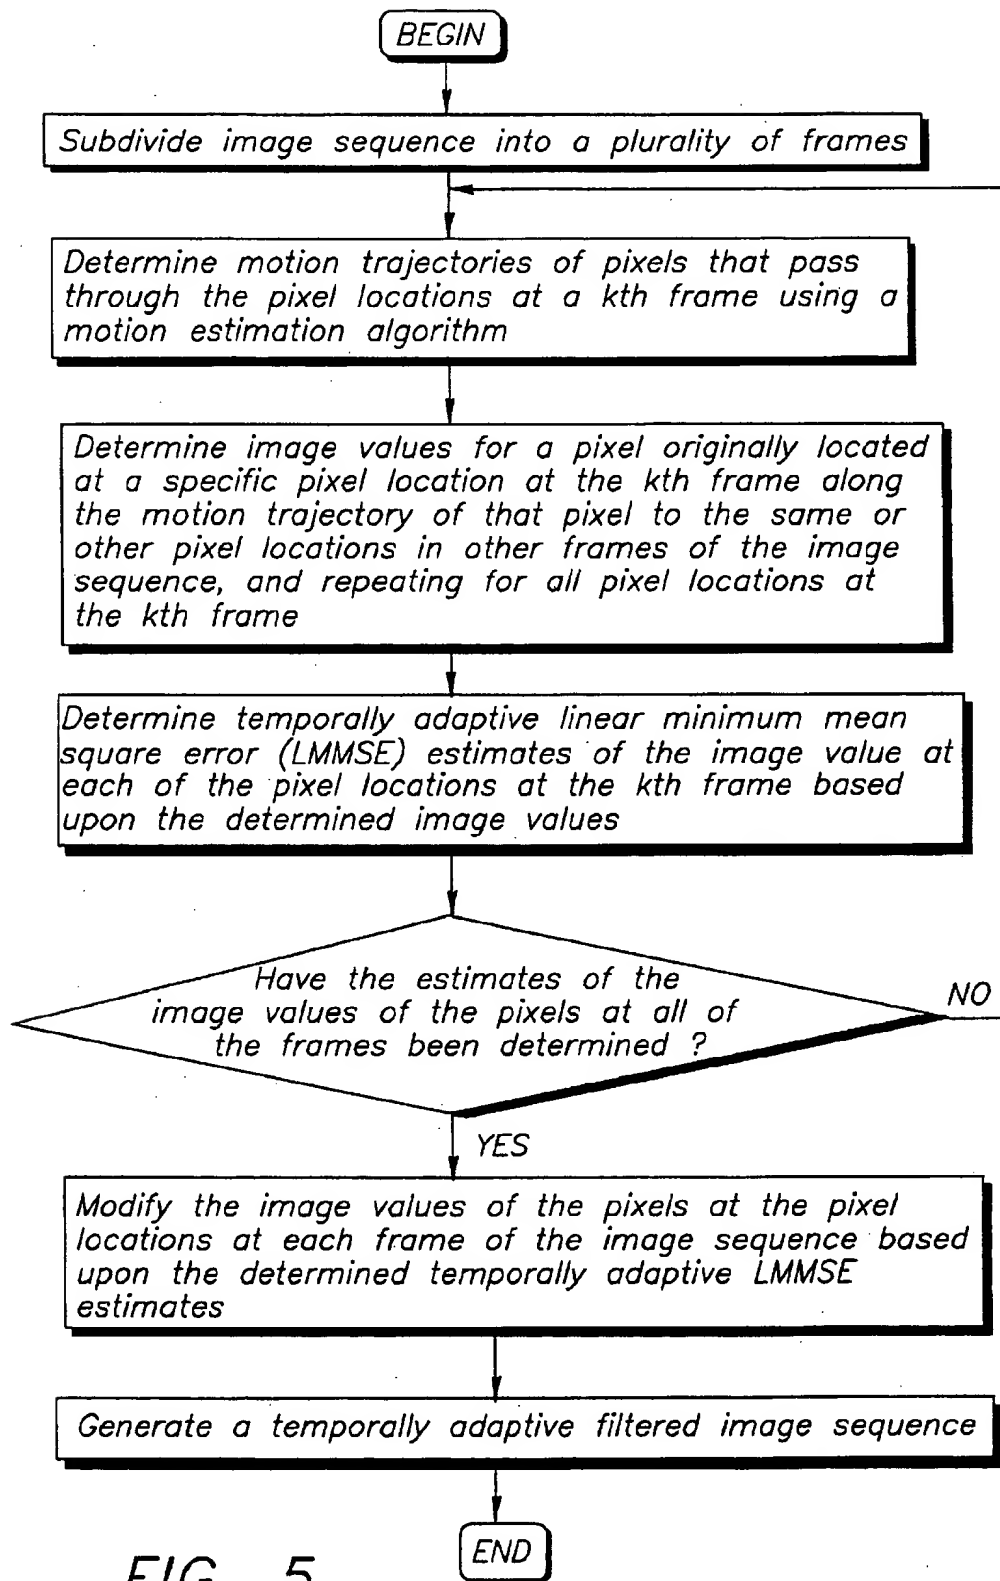 BEGIN
Subdivide image sequence into a plurality of frames
Determine motion trajectories of pixels that pass
through the pixel locations at a kth frame using a
motion estimation algorithm
Determine image values for a pixel originally located
at a specific pixel location at the kth frame along
the motion trajectory of that pixel to the same or
other pixel locations in other frames of the image
sequence, and repeating for all pixel locations at
the kth frame
Determine temporally adaptive linear minimum mean
square error (LMMSE) estimates of the image value at
each of the pixel locations at the kth frame based
upon the determined image values
Have the estimates of the
image values of the pixels at all of
the frames been determined ?
NO
YES
Modify the image values of the pixels at the pixel
locations at each frame of the image sequence based
upon the determined temporally adaptive LMMSE
estimates
Generate a temporally adaptive filtered image sequence
END
FIG. 5